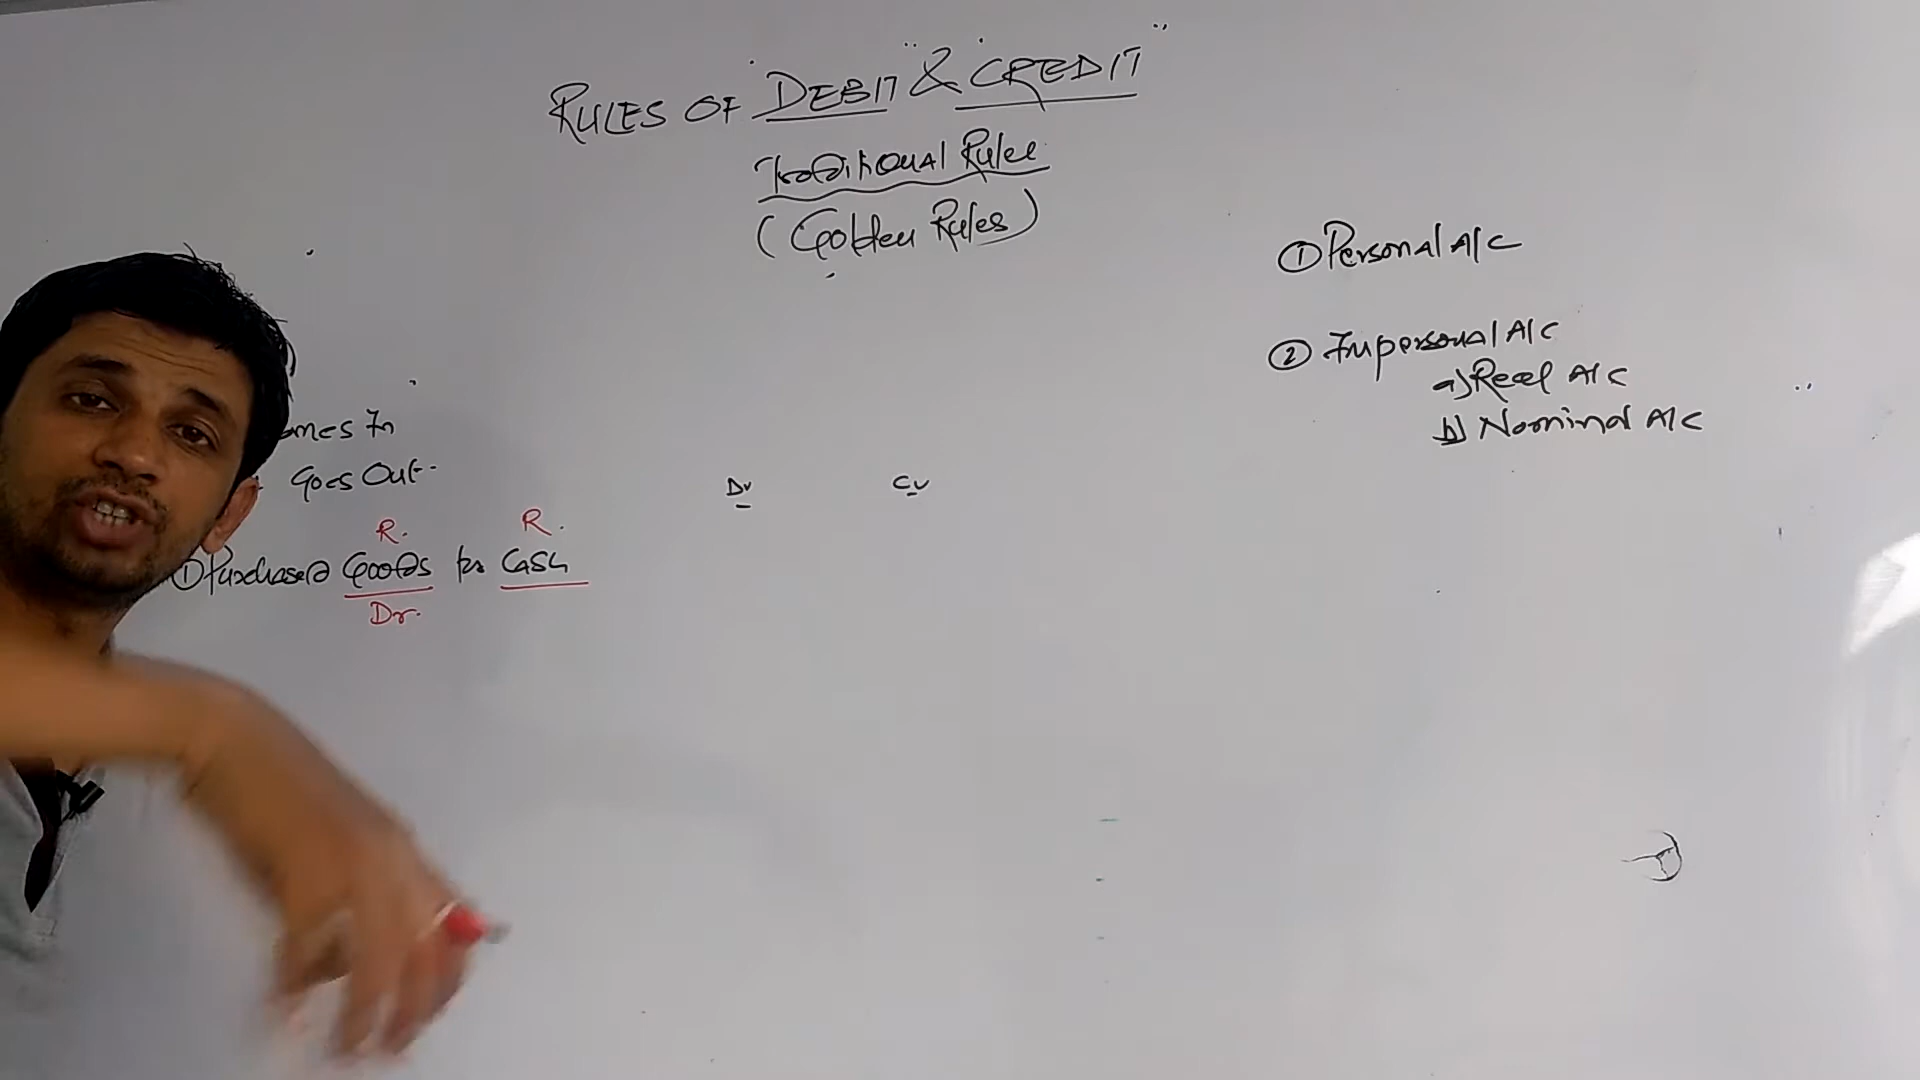 RULES OF "DEBIT" & "CREDIT"
Traditional Rules
(Golden Rules)
① Personal A/C
② Impersonal A/C
a) Real A/C
b) Nominal A/C
omes In
Goes Out
Dr Cr
R. R.
① Purchased Goods for Cash
Dr.